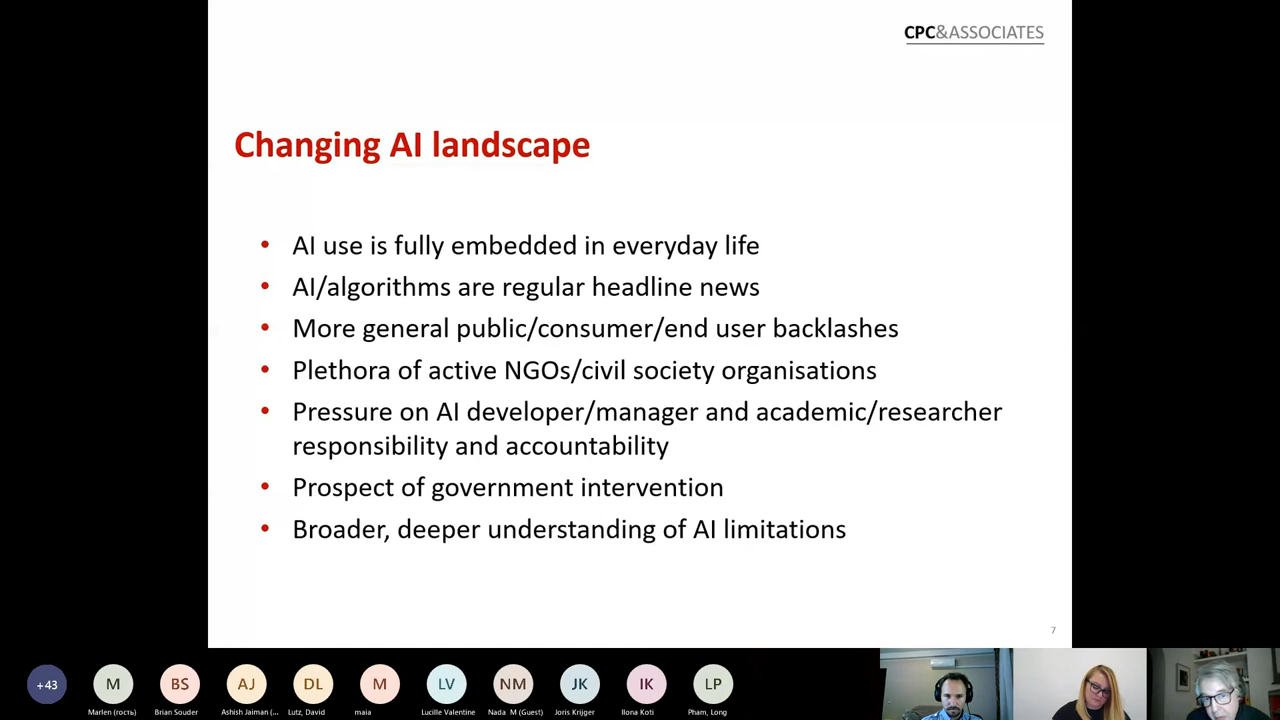 CPC&ASSOCIATES
Changing AI landscape
• AI use is fully embedded in everyday life
• AI/algorithms are regular headline news
• More general public/consumer/end user backlashes
• Plethora of active NGOs/civil society organisations
• Pressure on AI developer/manager and academic/researcher
responsibility and accountability
• Prospect of government intervention
• Broader, deeper understanding of AI limitations
7
+43 M BS AJ DL M LV NM JK IK LP
Marlen (гость) Brian Souder Ashish Jaiman (... Lutz, David maia Lucille Valentine Nada M (Guest) Joris Krijger Ilona Koti Pham, Long